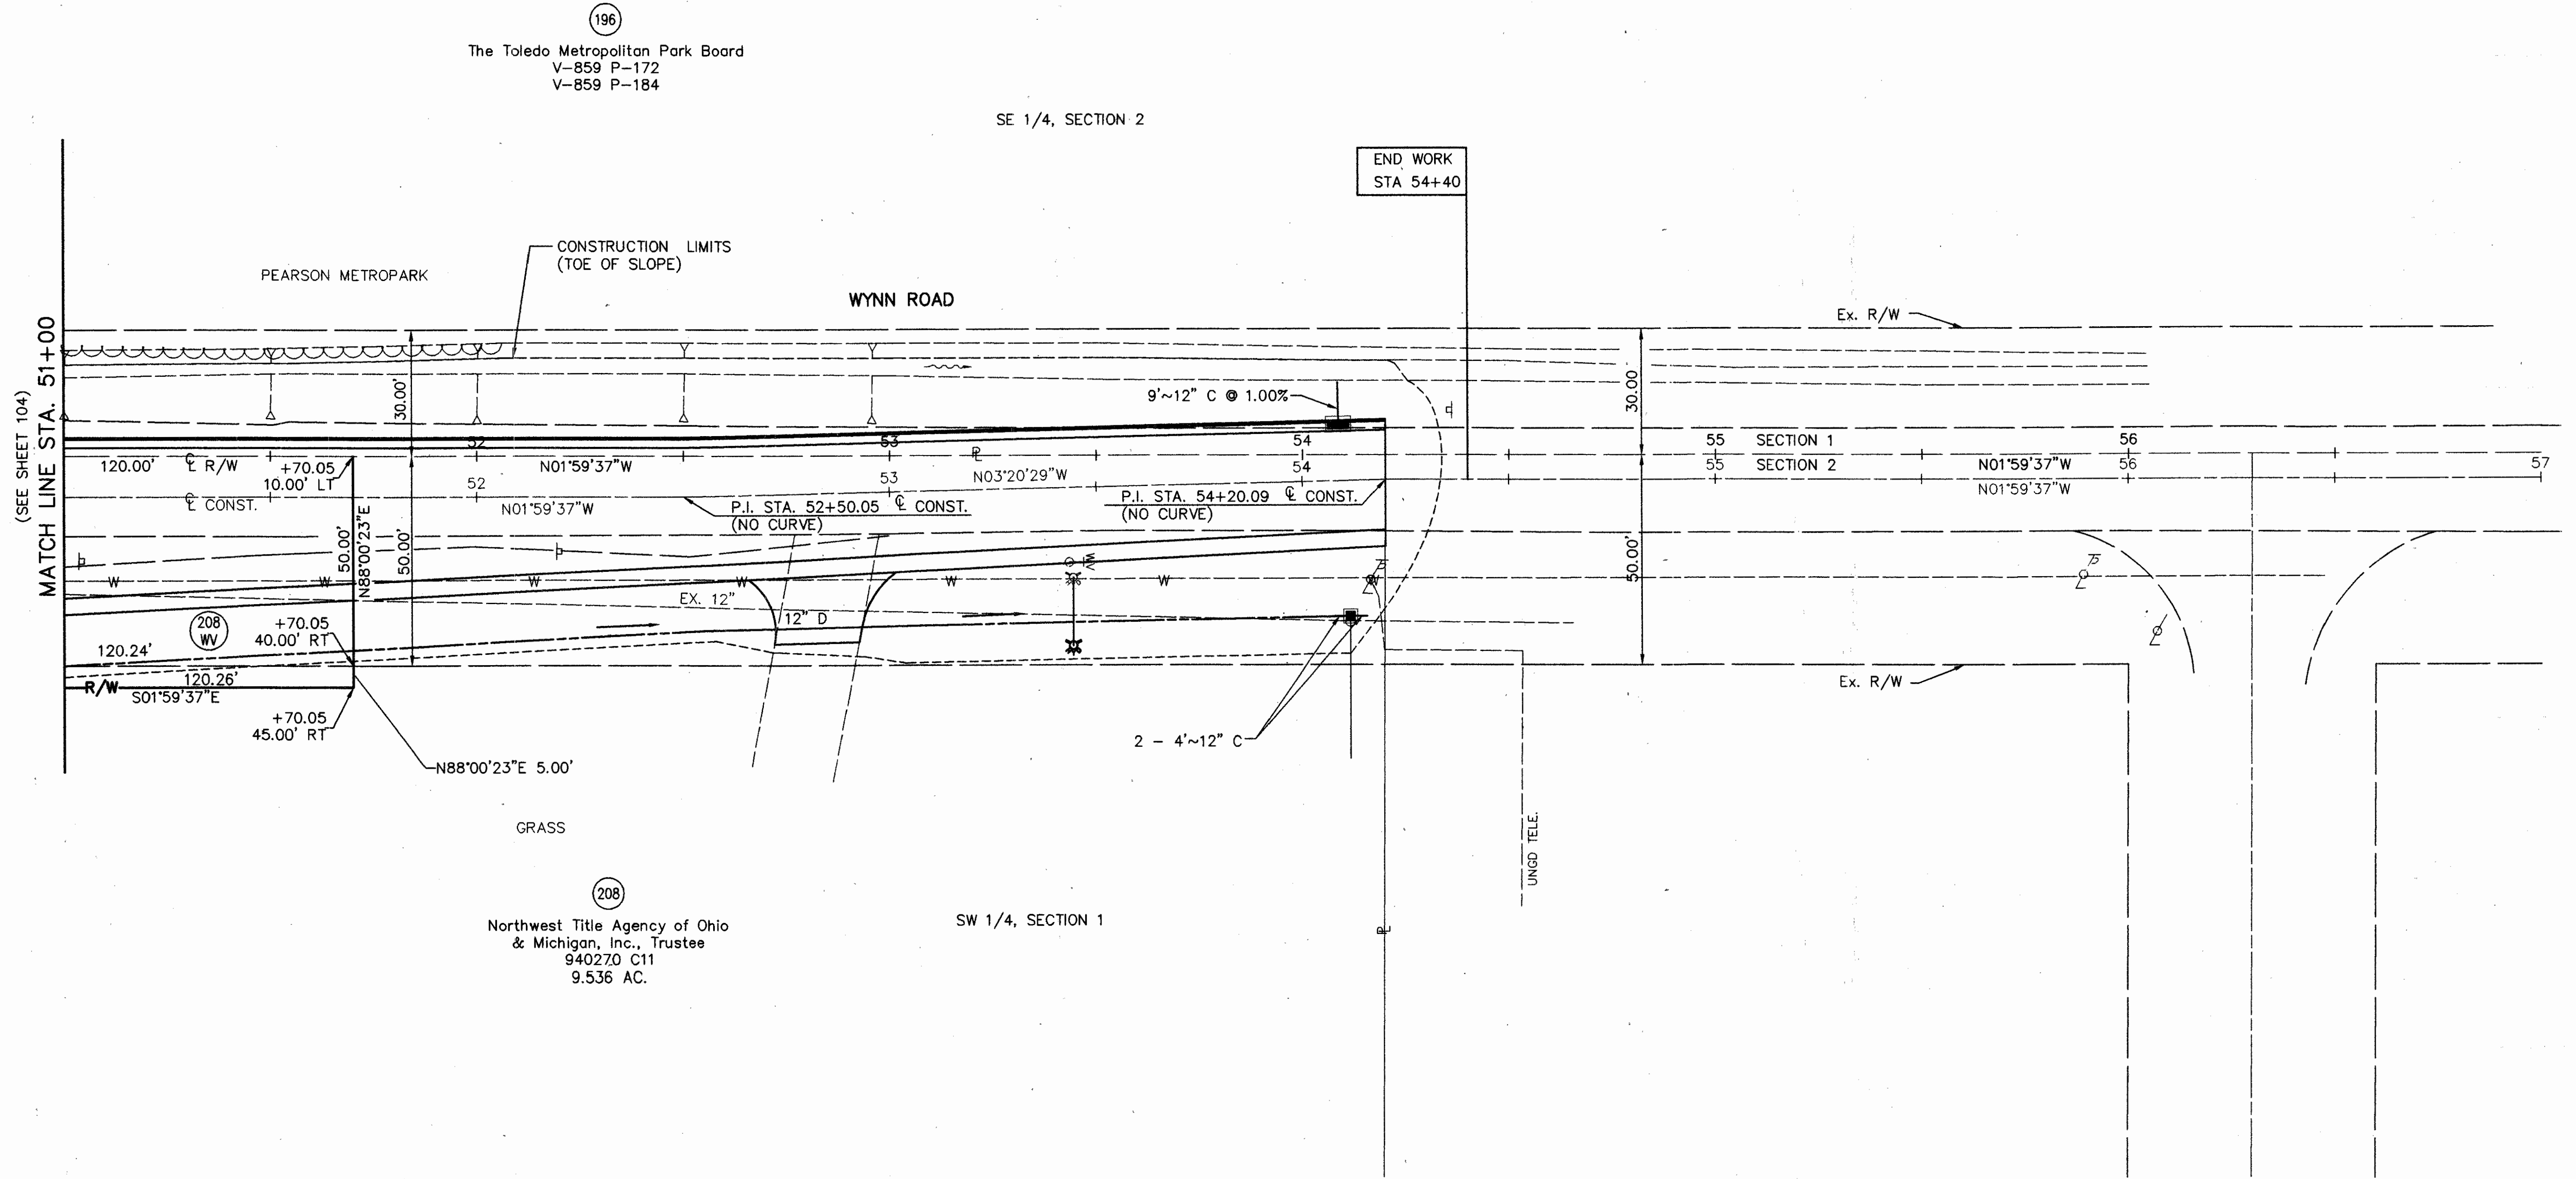 196
The Toledo Metropolitan Park Board
V-859 P-172
V-859 P-184
SE 1/4, SECTION 2
END WORK
STA 54+40
CONSTRUCTION LIMITS
(TOE OF SLOPE)
PEARSON METROPARK
WYNN ROAD
Ex. R/W
(SEE SHEET 104)
MATCH LINE STA. 51+00
30.00'
30.00'
9'~12" C @ 1.00%
52
53
54
55
SECTION 1
56
120.00'
℄ R/W
+70.05
10.00' LT
N01°59'37"W
℄
53
54
55
SECTION 2
N01°59'37"W
56
57
℄ CONST.
52
N01°59'37"W
N03°20'29"W
N01°59'37"W
P.I. STA. 52+50.05 ℄ CONST.
(NO CURVE)
P.I. STA. 54+20.09 ℄ CONST.
(NO CURVE)
50.00'
N88°00'23"E
50.00'
50.00'
W
W
W
W
W
W
W
EX. 12"
12" D
208
WV
+70.05
40.00' RT
120.24'
120.26'
R/W
S01°59'37"E
+70.05
45.00' RT
N88°00'23"E 5.00'
2 - 4'~12" C
Ex. R/W
UNGD TELE.
GRASS
208
Northwest Title Agency of Ohio
& Michigan, Inc., Trustee
940270 C11
9.536 AC.
SW 1/4, SECTION 1